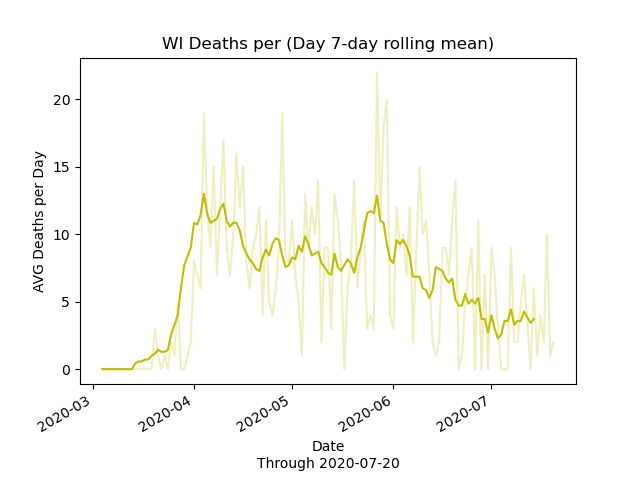 WI Deaths per (Day 7-day rolling mean)
AVG Deaths per Day
20
15
10
5
0
2020-03
2020-04
2020-05
2020-06
2020-07
Date
Through 2020-07-20